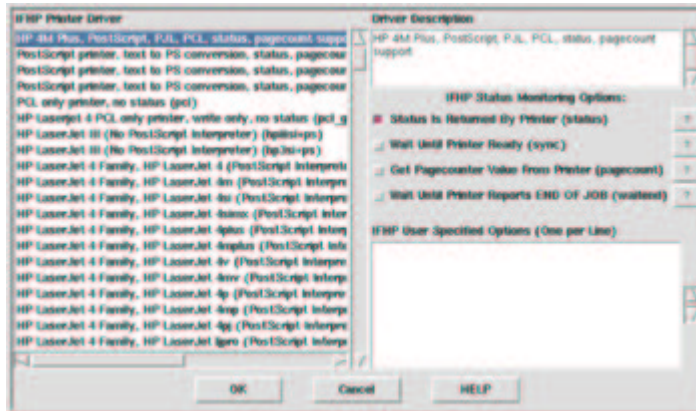 IFHP Printer Driver
HP 4M Plus, PostScript, PJL, PCL, status, pagecount suppo
PostScript printer, text to PS conversion, status, pagecour
PostScript printer, text to PS conversion, status, pagecour
PostScript printer, text to PS conversion, status, pagecour
PCL only printer, no status (pcl)
HP Laserjet 4 PCL only printer, write only, no status (pcl_g
HP LaserJet III (No PostScript Interpreter)
HP LaserJet III (No PostScript Interpreter)
HP LaserJet 4 Family, HP LaserJet 4 (PostScript Interprete
HP LaserJet 4 Family, HP LaserJet 4m (PostScript Interpre
HP LaserJet 4 Family, HP LaserJet 4si (PostScript Interpre
HP LaserJet 4 Family, HP LaserJet 4simx (PostScript Inter
HP LaserJet 4 Family, HP LaserJet 4plus (PostScript Interp
HP LaserJet 4 Family, HP LaserJet 4mplus (PostScript Inte
HP LaserJet 4 Family, HP LaserJet 4v (PostScript Interpre
HP LaserJet 4 Family, HP LaserJet 4mv (PostScript Interpre
HP LaserJet 4 Family, HP LaserJet 4p (PostScript Interpre
HP LaserJet 4 Family, HP LaserJet 4mp (PostScript Interpre
HP LaserJet 4 Family, HP LaserJet 4pj (PostScript Interpre
HP LaserJet 4 Family, HP LaserJet (PostScript Interpre
Driver Description
HP 4M Plus, PostScript, PJL, PCL, status, pagecount
support
IFHP Status Monitoring Options:
Status Is Returned By Printer (status) ?
Wait Until Printer Ready (sync) ?
Get Pagecounter Value From Printer (pagecount) ?
Wait Until Printer Reports END OF JOB (waitend) ?
IFHP User Specified Options (One per Line)
OK Cancel HELP